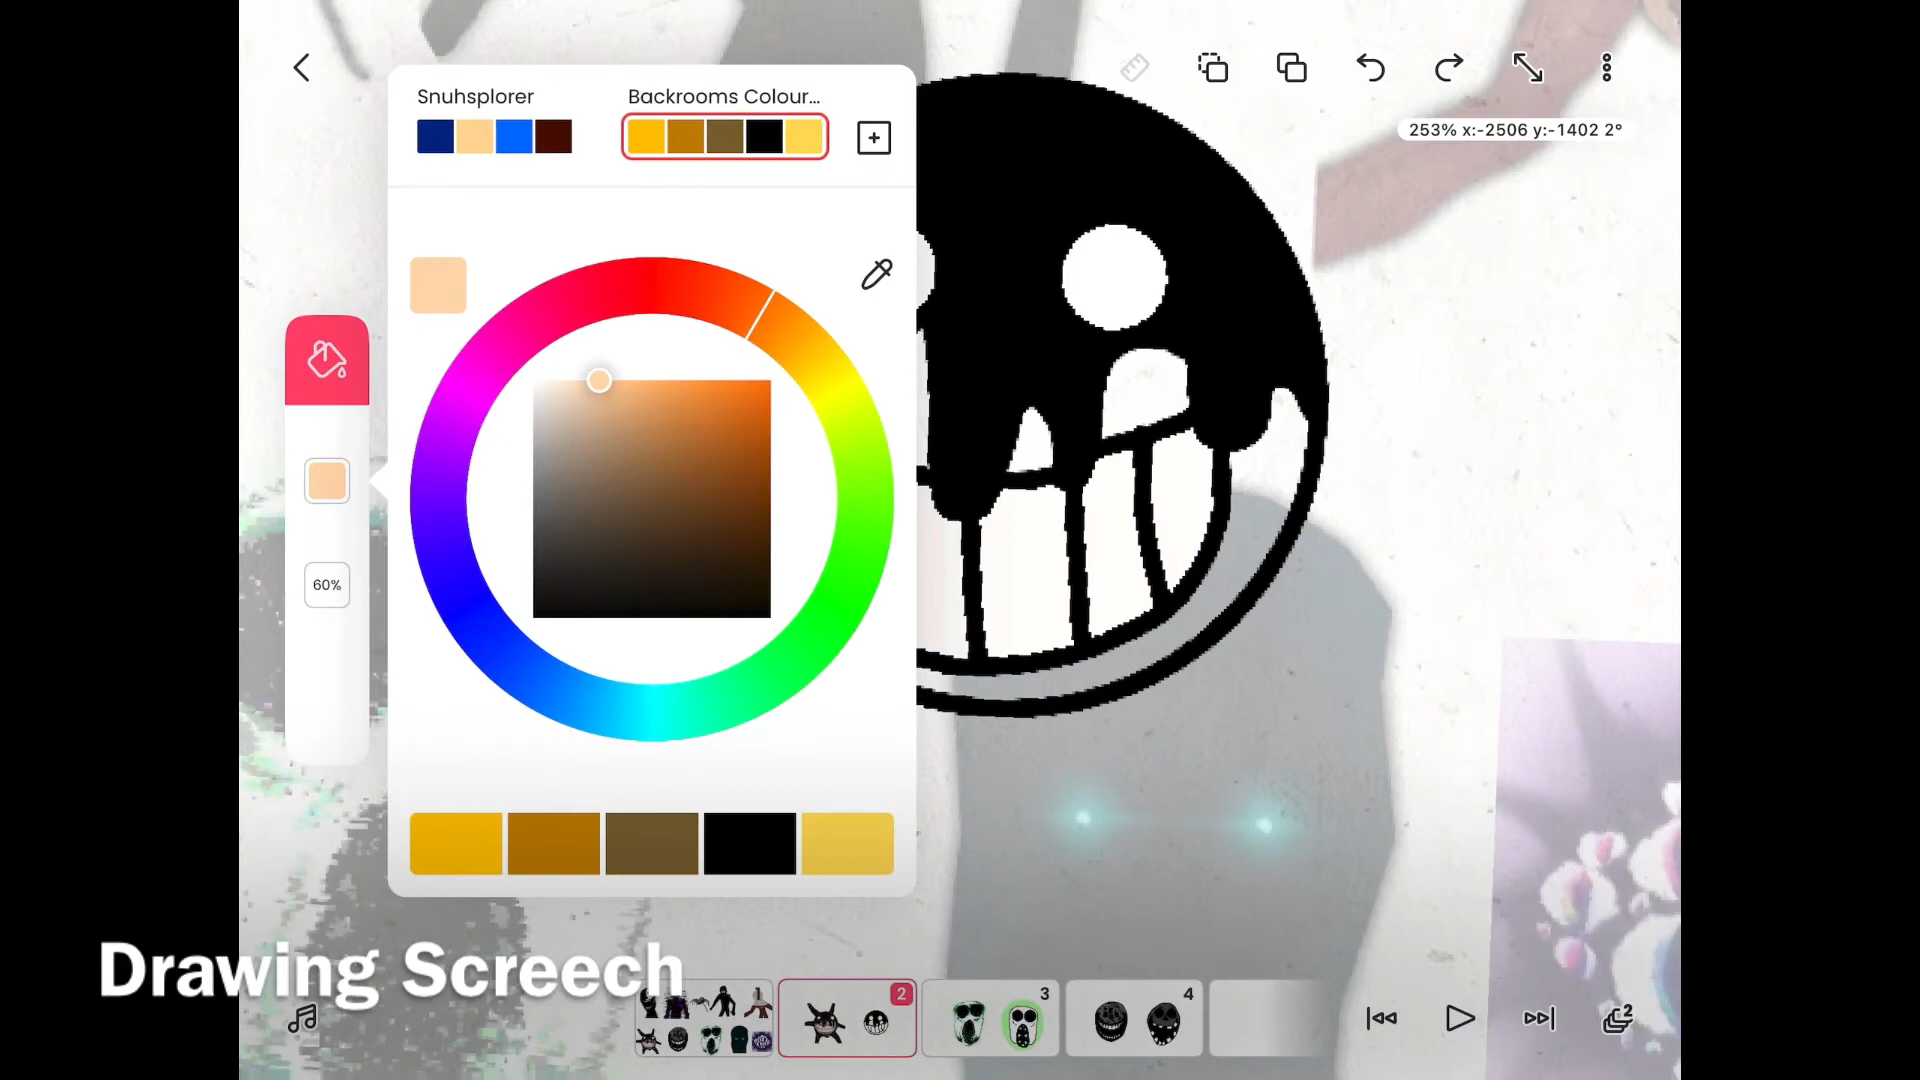 Snuhsplorer
Backrooms Colour...
253% x:-2506 y:-1402 2°
60%
Drawing Screech
2
3
4
2